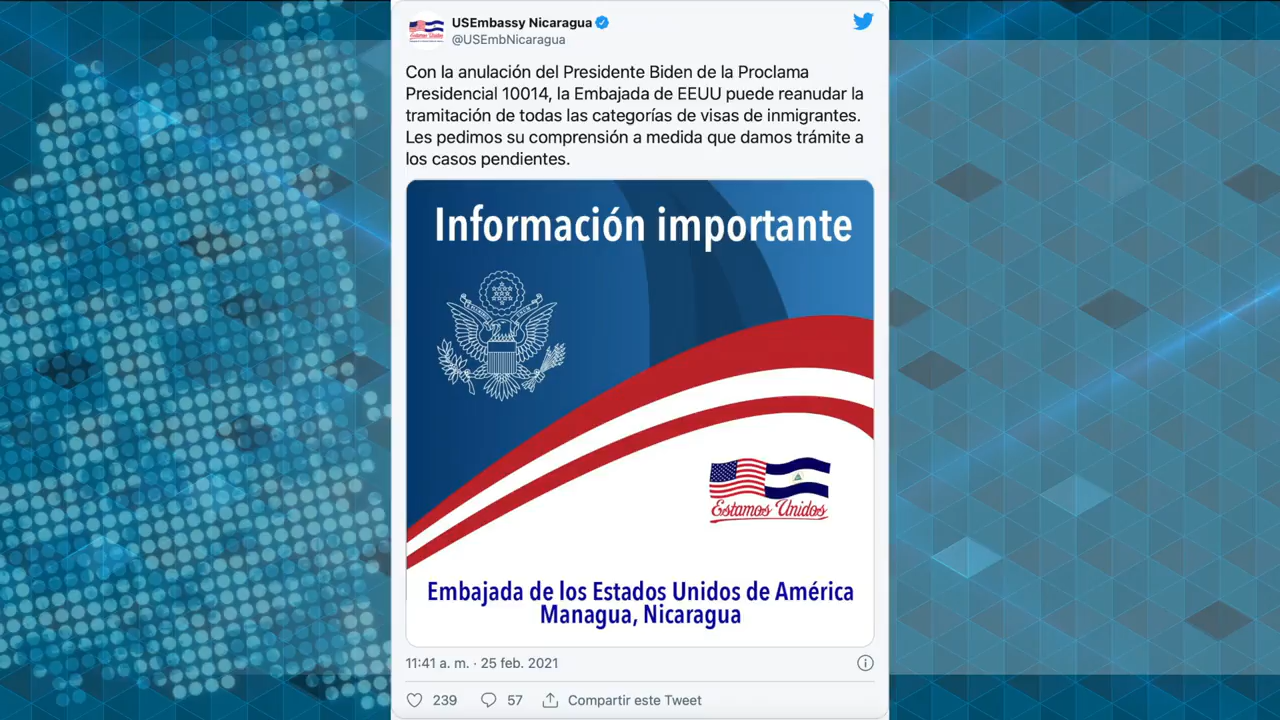 USEmbassy Nicaragua
@USEmbNicaragua
Con la anulación del Presidente Biden de la Proclama
Presidencial 10014, la Embajada de EEUU puede reanudar la
tramitación de todas las categorías de visas de inmigrantes.
Les pedimos su comprensión a medida que damos trámite a
los casos pendientes.
Información importante
Estamos Unidos
Embajada de los Estados Unidos de América
Managua, Nicaragua
11:41 a. m. · 25 feb. 2021
239 57 Compartir este Tweet